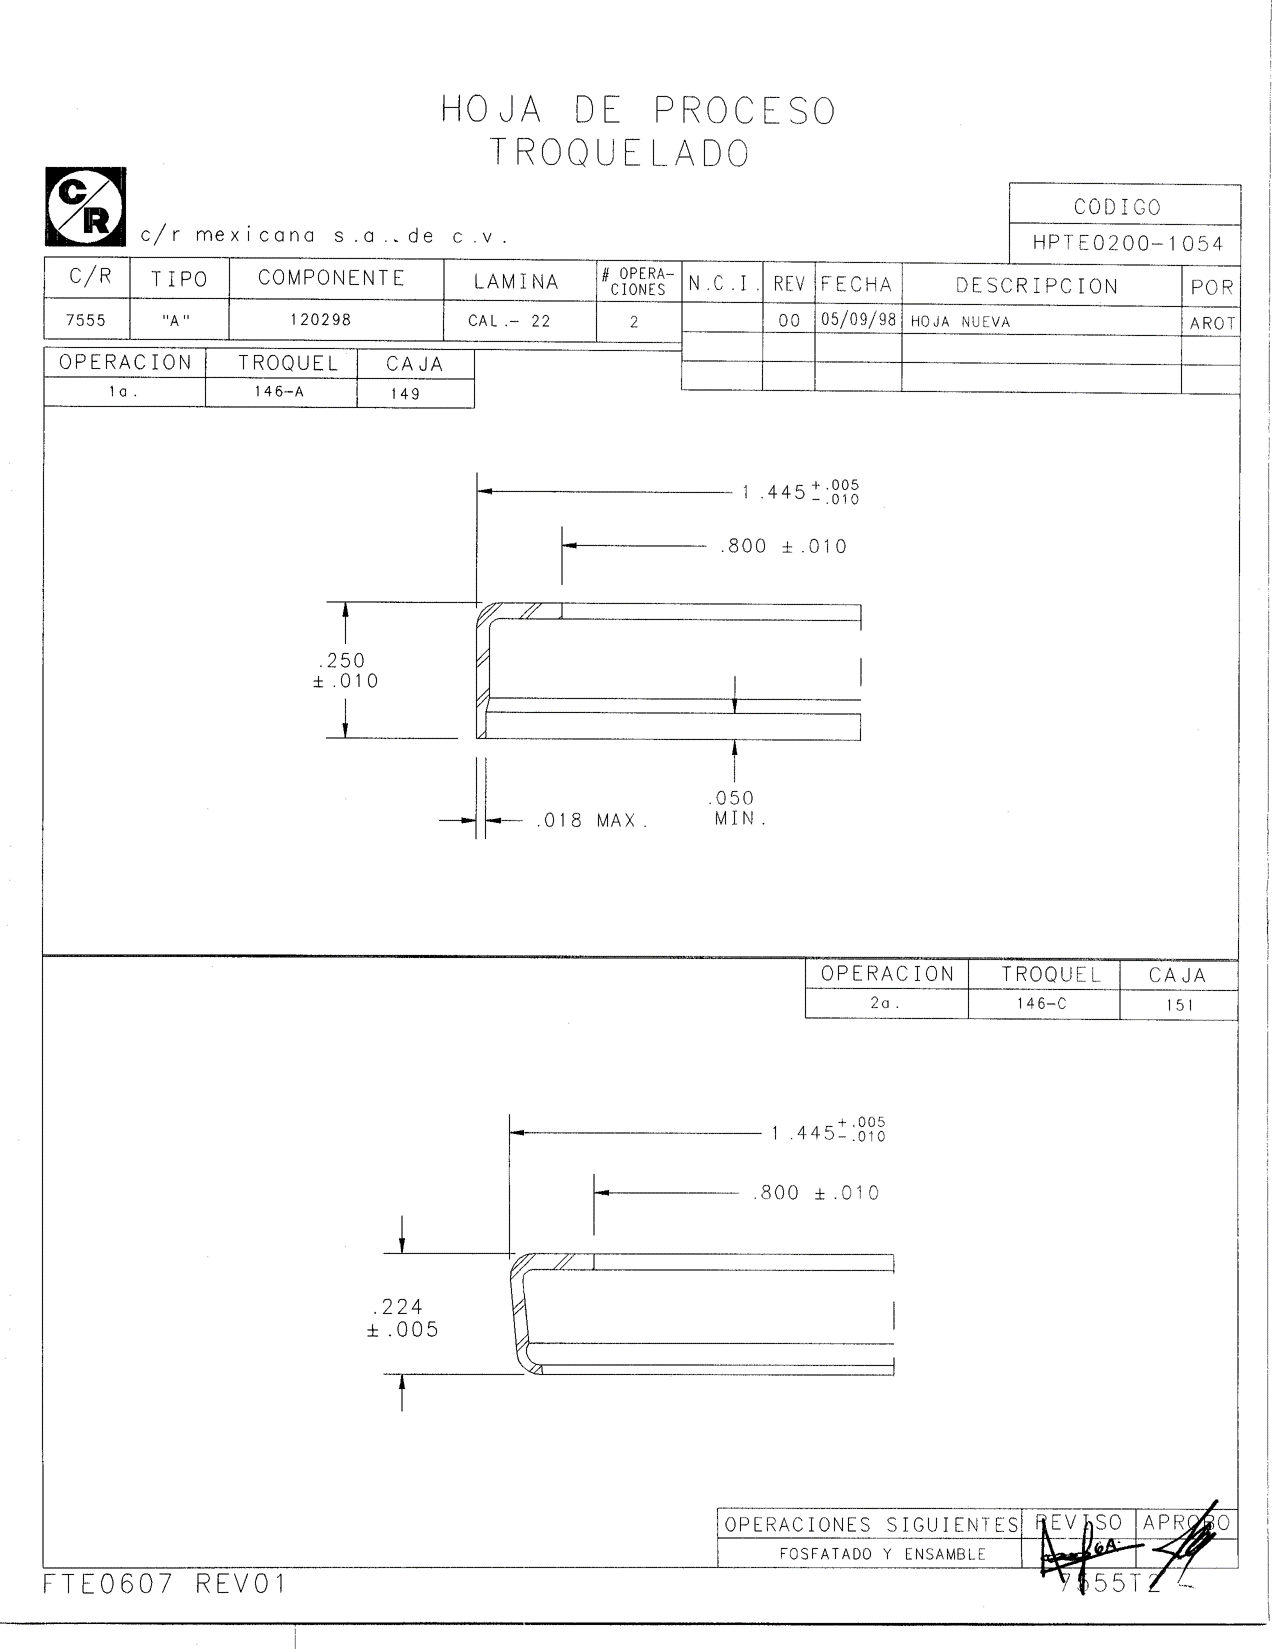 HOJA DE PROCESO
TROQUELADO
C/R
c/r mexicana s.a. de c.v.
CODIGO
HPTE0200-1054
C/R TIPO COMPONENTE LAMINA # OPERA-CIONES N.C.I. REV FECHA DESCRIPCION POR
7555 "A" 120298 CAL.- 22 2 00 05/09/98 HOJA NUEVA AROT
OPERACION TROQUEL CAJA
1a. 146-A 149
1.445 +.005 -.010
.800 ±.010
.250
±.010
.050
MIN.
.018 MAX.
OPERACION TROQUEL CAJA
2a. 146-C 151
1.445 +.005 -.010
.800 ±.010
.224
±.005
OPERACIONES SIGUIENTES REVISO APROBO
FOSFATADO Y ENSAMBLE
FTE0607 REV01